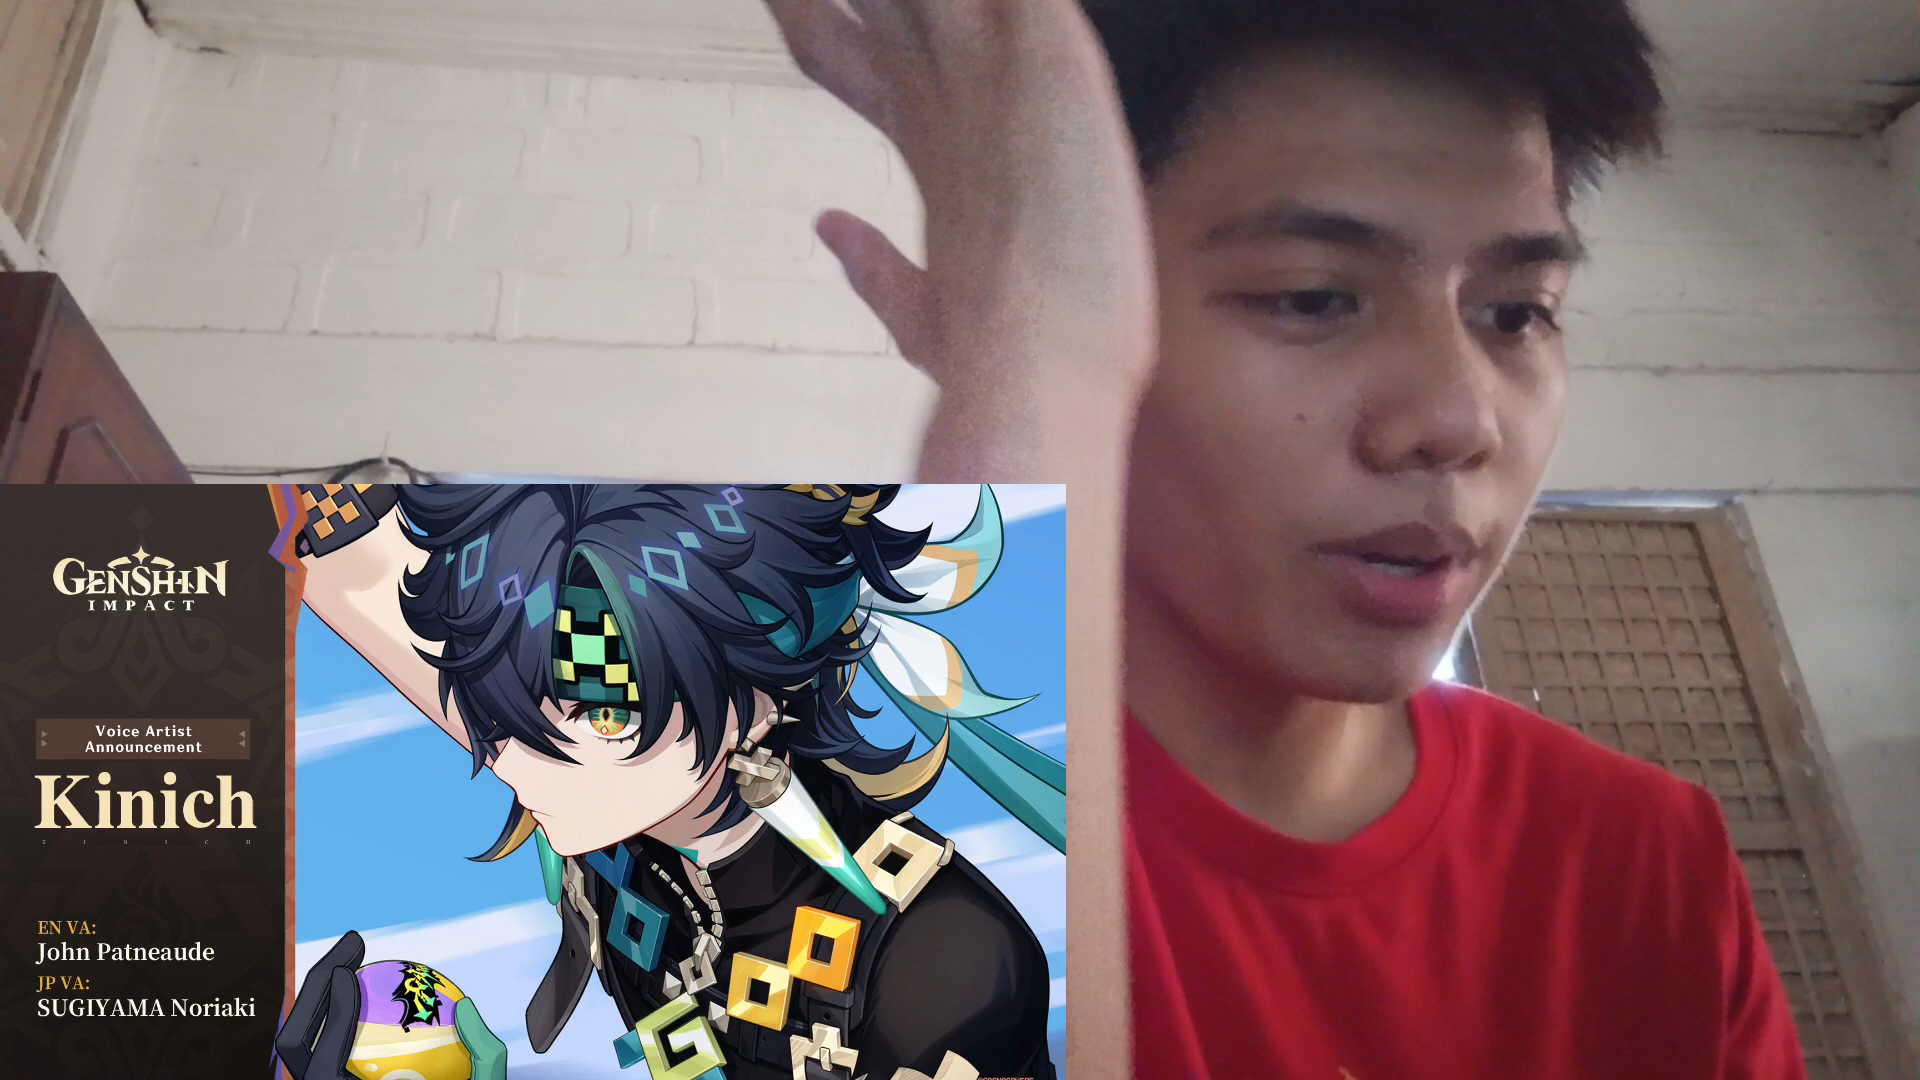 GENSHIN
IMPACT
Voice Artist
Announcement
Kinich
K I N I C H
EN VA:
John Patneaude
JP VA:
SUGIYAMA Noriaki